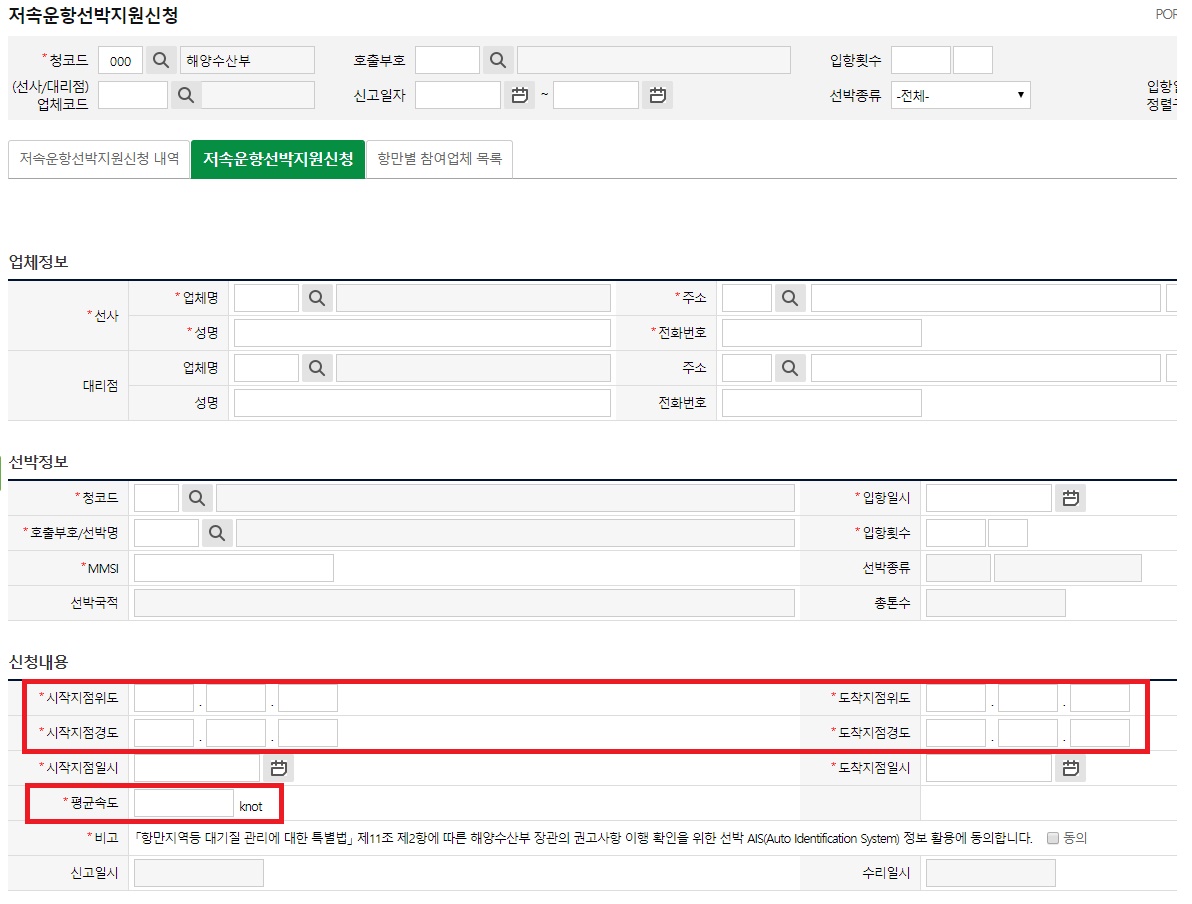 저속운항선박지원신청
POR
*청코드 000 해양수산부 호출부호 입항횟수
(선사/대리점) 업체코드 신고일자 ~ 선박종류 -전체- 입항일
정렬
저속운항선박지원신청 내역 저속운항선박지원신청 항만별 참여업체 목록
업체정보
*선사 *업체명 *주소
*성명 *전화번호
대리점 업체명 주소
성명 전화번호
선박정보
*청코드 *입항일시
*호출부호/선박명 *입항횟수
*MMSI 선박종류
선박국적 총톤수
신청내용
*시작지점위도 . . *도착지점위도 . .
*시작지점경도 . . *도착지점경도 . .
*시작지점일시 *도착지점일시
*평균속도 knot
*비고 「항만지역등 대기질 관리에 대한 특별법」 제11조 제2항에 따른 해양수산부 장관의 권고사항 이행 확인을 위한 선박 AIS(Auto Identification System) 정보 활용에 동의합니다. 동의
신고일시 수리일시